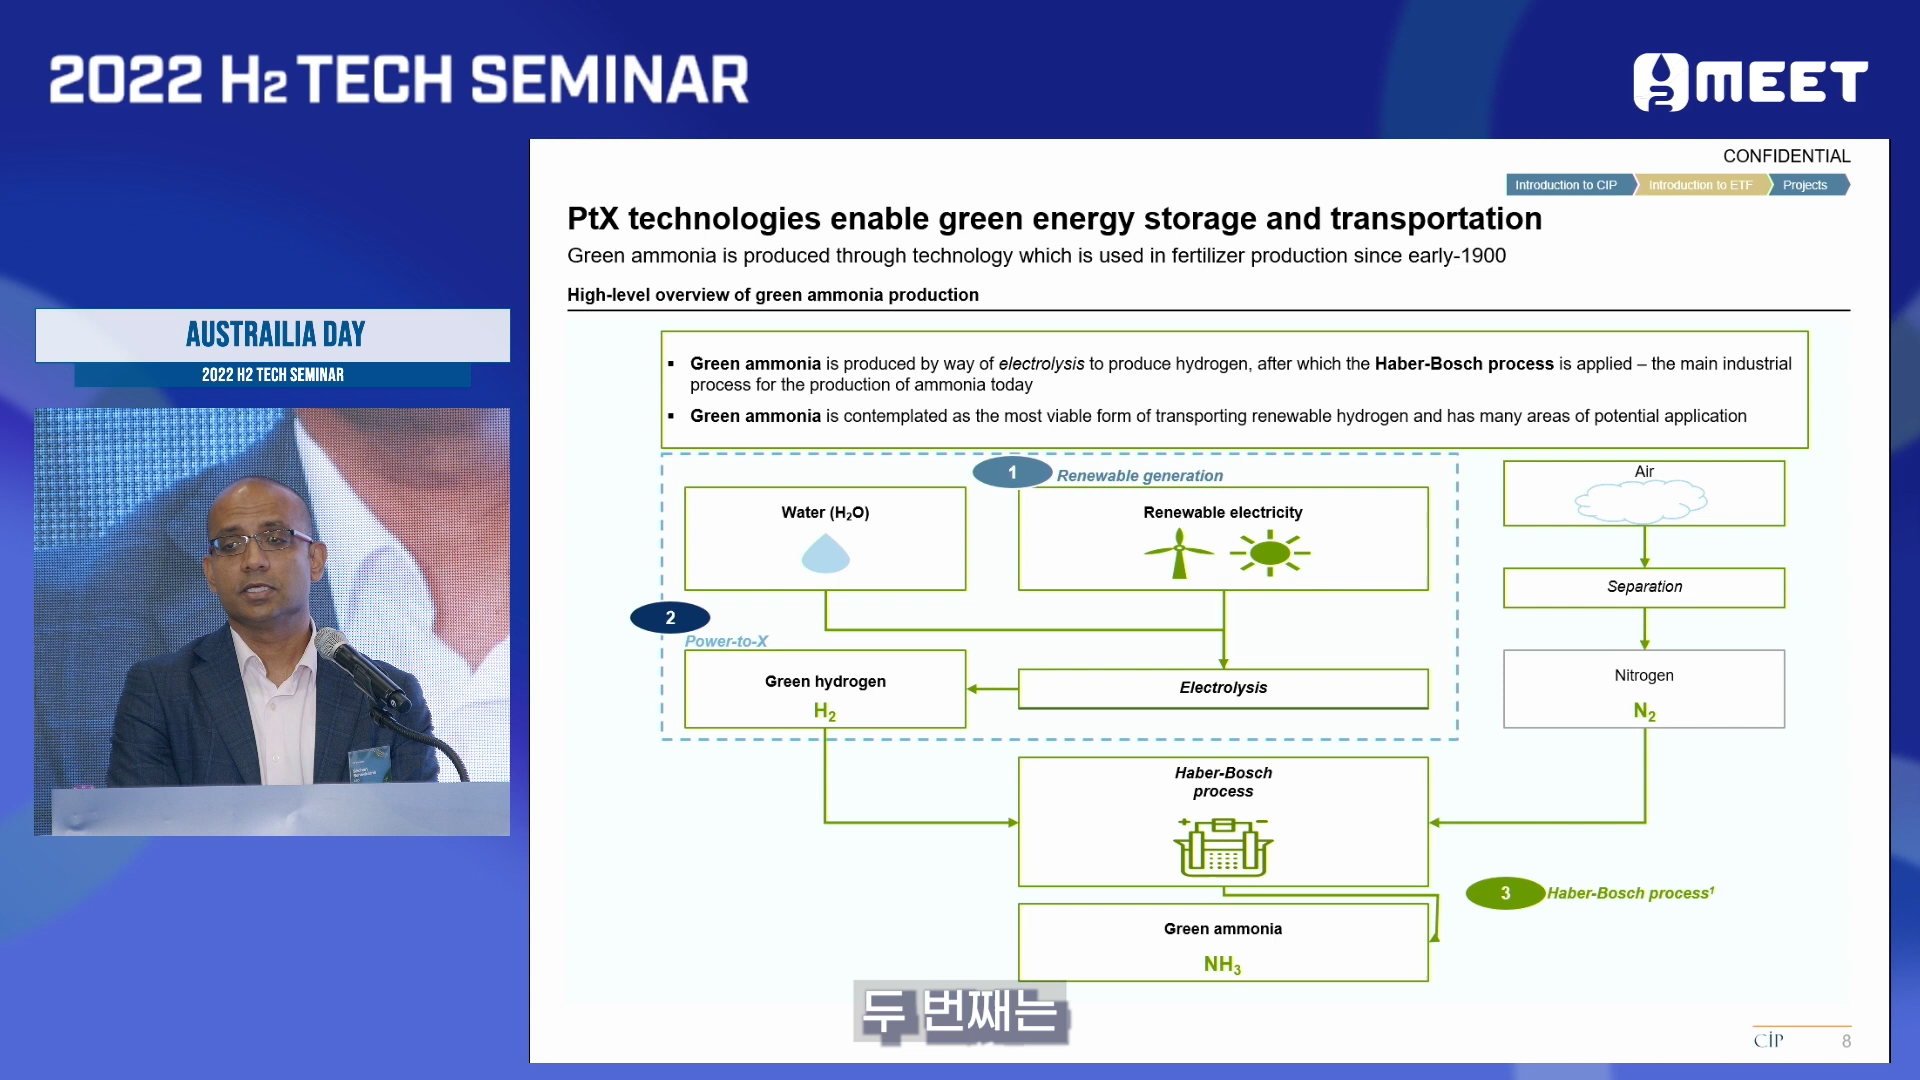 2022 H2 TECH SEMINAR
MEET
AUSTRAILIA DAY
2022 H2 TECH SEMINAR
CONFIDENTIAL
Introduction to CIP
Introduction to ETF
Projects
PtX technologies enable green energy storage and transportation
Green ammonia is produced through technology which is used in fertilizer production since early-1900
High-level overview of green ammonia production
▪ Green ammonia is produced by way of electrolysis to produce hydrogen, after which the Haber-Bosch process is applied – the main industrial
process for the production of ammonia today
▪ Green ammonia is contemplated as the most viable form of transporting renewable hydrogen and has many areas of potential application
1
Renewable generation
Air
Water (H₂O)
Renewable electricity
Separation
2
Power-to-X
Green hydrogen
H₂
Electrolysis
Nitrogen
N₂
Haber-Bosch
process
3
Haber-Bosch process¹
Green ammonia
NH₃
두 번째는
CIP
8